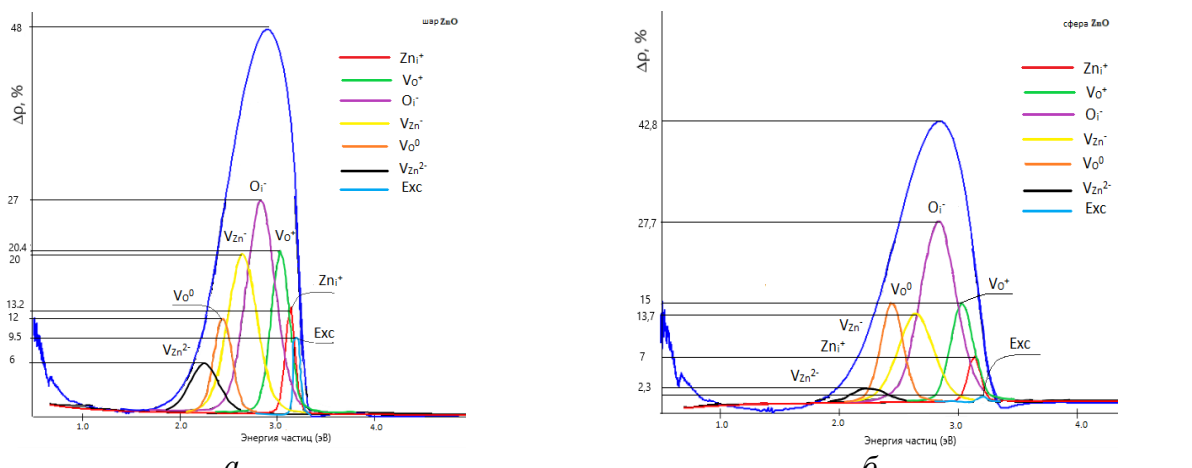 шар ZnO
48
Δρ, %
Zni+
Vo+
Oi-
VZn-
Vo0
VZn2-
Exc
27
Oi-
20.4
20
VZn-
Vo+
13.2
12
Vo0
Zni+
9.5
Exc
6
VZn2-
1.0 2.0 3.0 4.0
Энергия частиц (эВ)
а
сфера ZnO
Δρ, %
Zni+
Vo+
Oi-
VZn-
Vo0
VZn2-
Exc
42,8
27,7
Oi-
15
Vo0
Vo+
13,7
VZn-
Zni+
7
Exc
VZn2-
2,3
1.0 2.0 3.0 4.0
Энергия частиц (эВ)
б